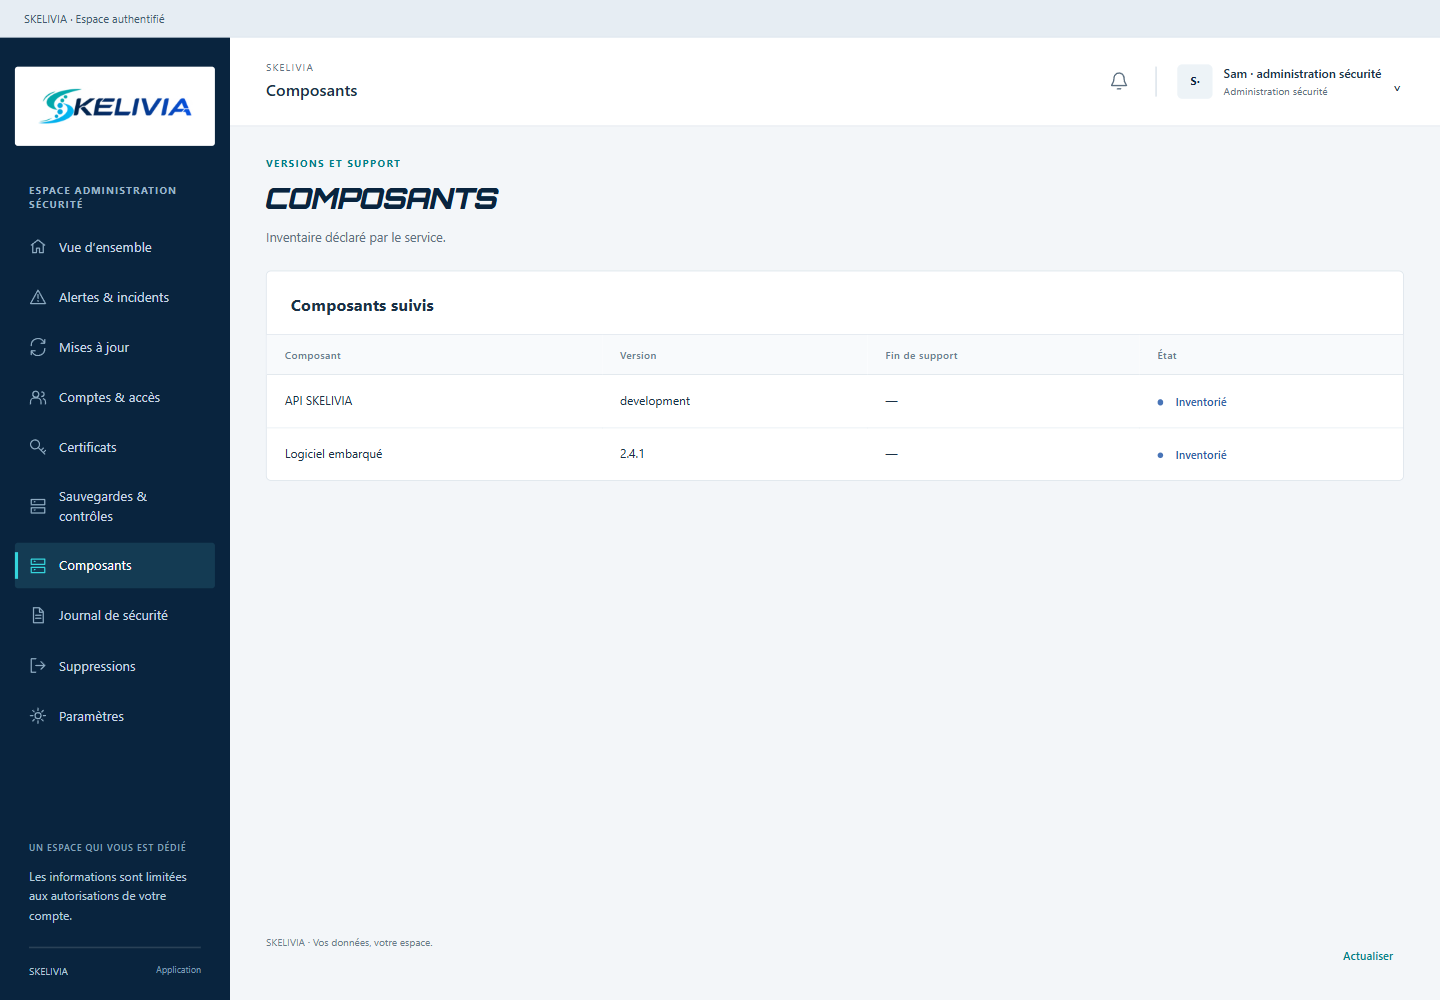 SKELIVIA · Espace authentifié
SKELIVIA
ESPACE ADMINISTRATION
SÉCURITÉ
Vue d'ensemble
Alertes & incidents
Mises à jour
Comptes & accès
Certificats
Sauvegardes &
contrôles
Composants
Journal de sécurité
Suppressions
Paramètres
UN ESPACE QUI VOUS EST DÉDIÉ
Les informations sont limitées
aux autorisations de votre
compte.
SKELIVIA Application
SKELIVIA
Composants
S·
Sam · administration sécurité
Administration sécurité
VERSIONS ET SUPPORT
COMPOSANTS
Inventaire déclaré par le service.
Composants suivis
Composant Version Fin de support État
API SKELIVIA development — Inventorié
Logiciel embarqué 2.4.1 — Inventorié
SKELIVIA · Vos données, votre espace.
Actualiser